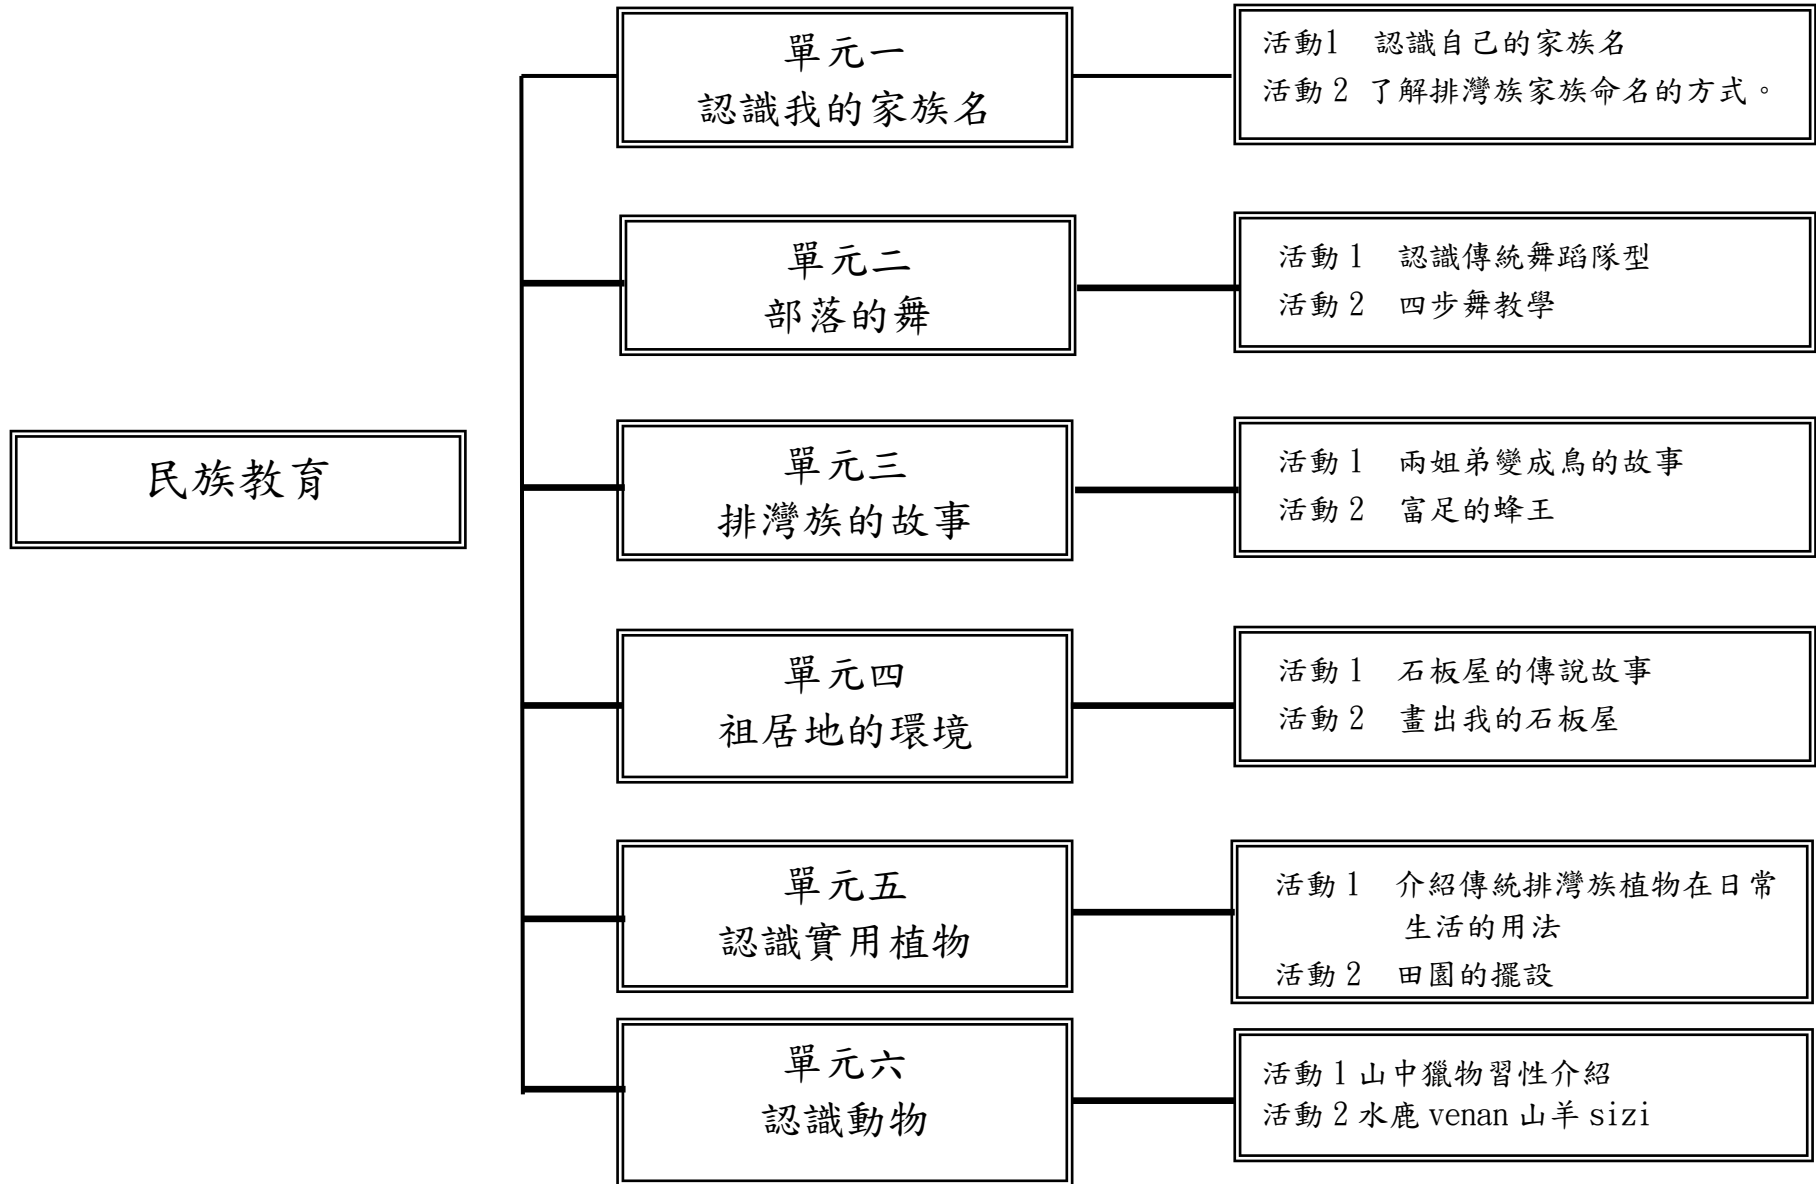 民族教育
單元一
認識我的家族名
活動1 認識自己的家族名
活動 2 了解排灣族家族命名的方式。
單元二
部落的舞
活動 1 認識傳統舞蹈隊型
活動 2 四步舞教學
單元三
排灣族的故事
活動 1 兩姐弟變成鳥的故事
活動 2 富足的蜂王
單元四
祖居地的環境
活動 1 石板屋的傳說故事
活動 2 畫出我的石板屋
單元五
認識實用植物
活動 1 介紹傳統排灣族植物在日常
生活的用法
活動 2 田園的擺設
單元六
認識動物
活動 1 山中獵物習性介紹
活動 2 水鹿 venan 山羊 sizi